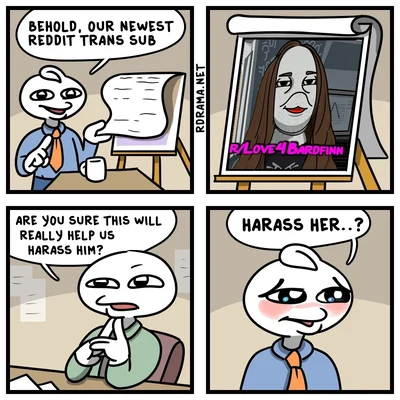 BEHOLD, OUR NEWEST
REDDIT TRANS SUB
RDRAMA.NET
R/LOVE4BARDFINN
ARE YOU SURE THIS WILL
REALLY HELP US
HARASS HIM?
HARASS HER..?